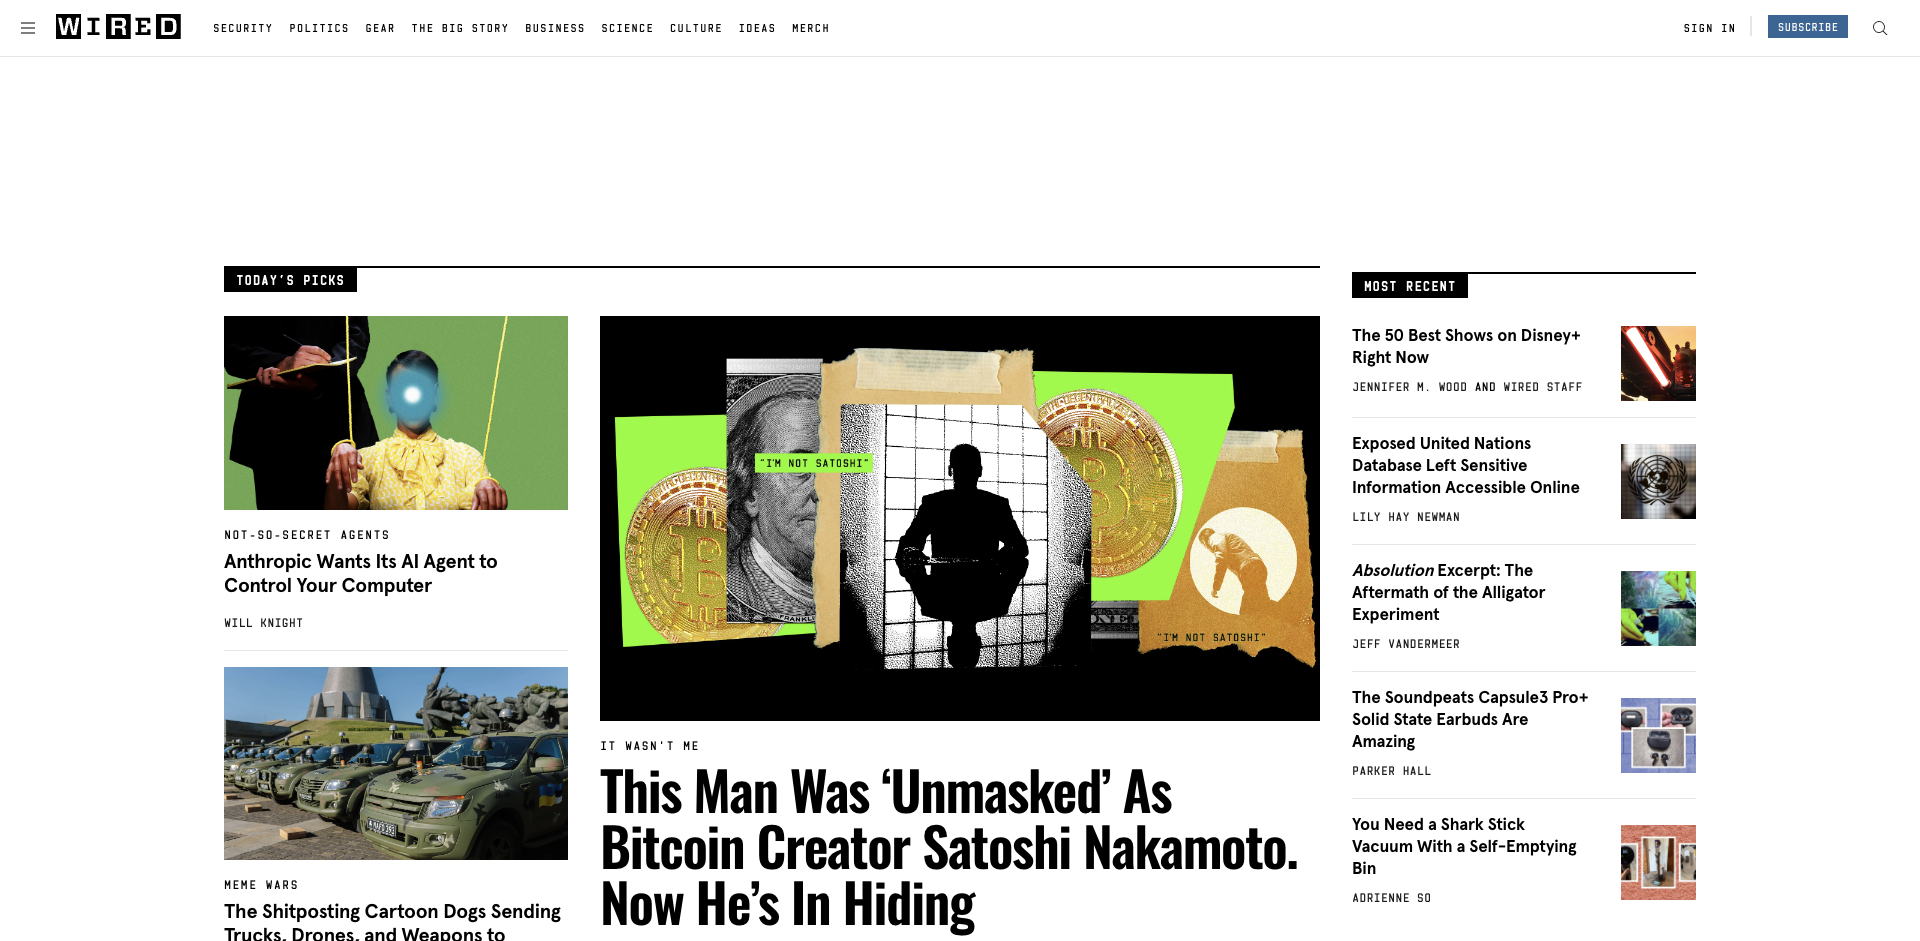 WIRED
SECURITY POLITICS GEAR THE BIG STORY BUSINESS SCIENCE CULTURE IDEAS MERCH
SIGN IN
SUBSCRIBE
TODAY'S PICKS
NOT-SO-SECRET AGENTS
Anthropic Wants Its AI Agent to
Control Your Computer
WILL KNIGHT
MEME WARS
The Shitposting Cartoon Dogs Sending
Trucks, Drones, and Weapons to
"I'M NOT SATOSHI"
"I'M NOT SATOSHI"
IT WASN'T ME
This Man Was ‘Unmasked’ As
Bitcoin Creator Satoshi Nakamoto.
Now He’s In Hiding
MOST RECENT
The 50 Best Shows on Disney+
Right Now
JENNIFER M. WOOD AND WIRED STAFF
Exposed United Nations
Database Left Sensitive
Information Accessible Online
LILY HAY NEWMAN
Absolution Excerpt: The
Aftermath of the Alligator
Experiment
JEFF VANDERMEER
The Soundpeats Capsule3 Pro+
Solid State Earbuds Are
Amazing
PARKER HALL
You Need a Shark Stick
Vacuum With a Self-Emptying
Bin
ADRIENNE SO